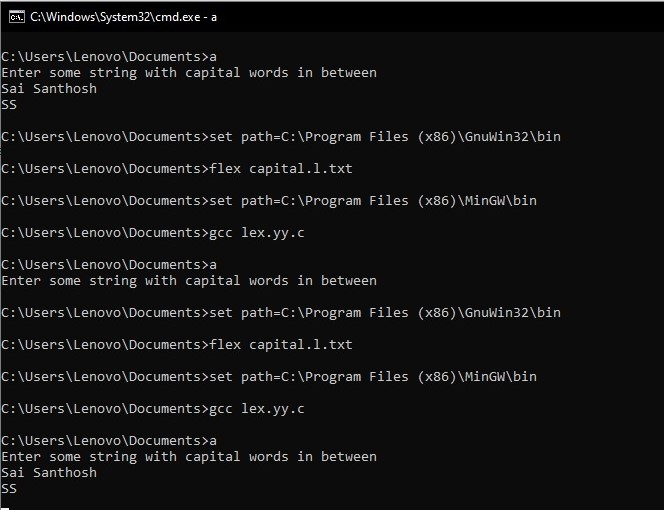 C:\Windows\System32\cmd.exe - a
C:\Users\Lenovo\Documents>a
Enter some string with capital words in between
Sai Santhosh
SS
C:\Users\Lenovo\Documents>set path=C:\Program Files (x86)\GnuWin32\bin
C:\Users\Lenovo\Documents>flex capital.l.txt
C:\Users\Lenovo\Documents>set path=C:\Program Files (x86)\MinGW\bin
C:\Users\Lenovo\Documents>gcc lex.yy.c
C:\Users\Lenovo\Documents>a
Enter some string with capital words in between
C:\Users\Lenovo\Documents>set path=C:\Program Files (x86)\GnuWin32\bin
C:\Users\Lenovo\Documents>flex capital.l.txt
C:\Users\Lenovo\Documents>set path=C:\Program Files (x86)\MinGW\bin
C:\Users\Lenovo\Documents>gcc lex.yy.c
C:\Users\Lenovo\Documents>a
Enter some string with capital words in between
Sai Santhosh
SS